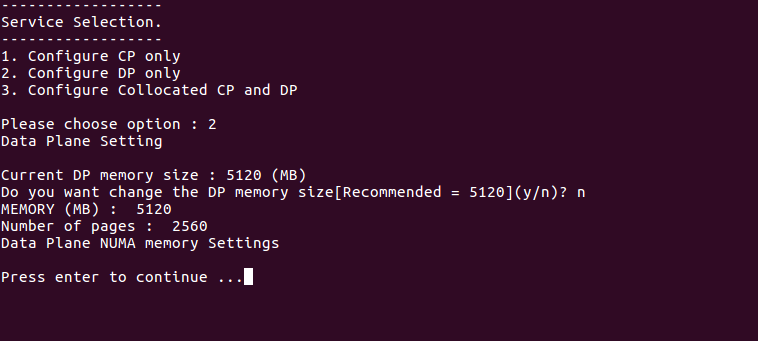 ------------------
Service Selection.
------------------
1. Configure CP only
2. Configure DP only
3. Configure Collocated CP and DP
Please choose option : 2
Data Plane Setting
Current DP memory size : 5120 (MB)
Do you want change the DP memory size[Recommended = 5120](y/n)? n
MEMORY (MB) :  5120
Number of pages :  2560
Data Plane NUMA memory Settings
Press enter to continue ...